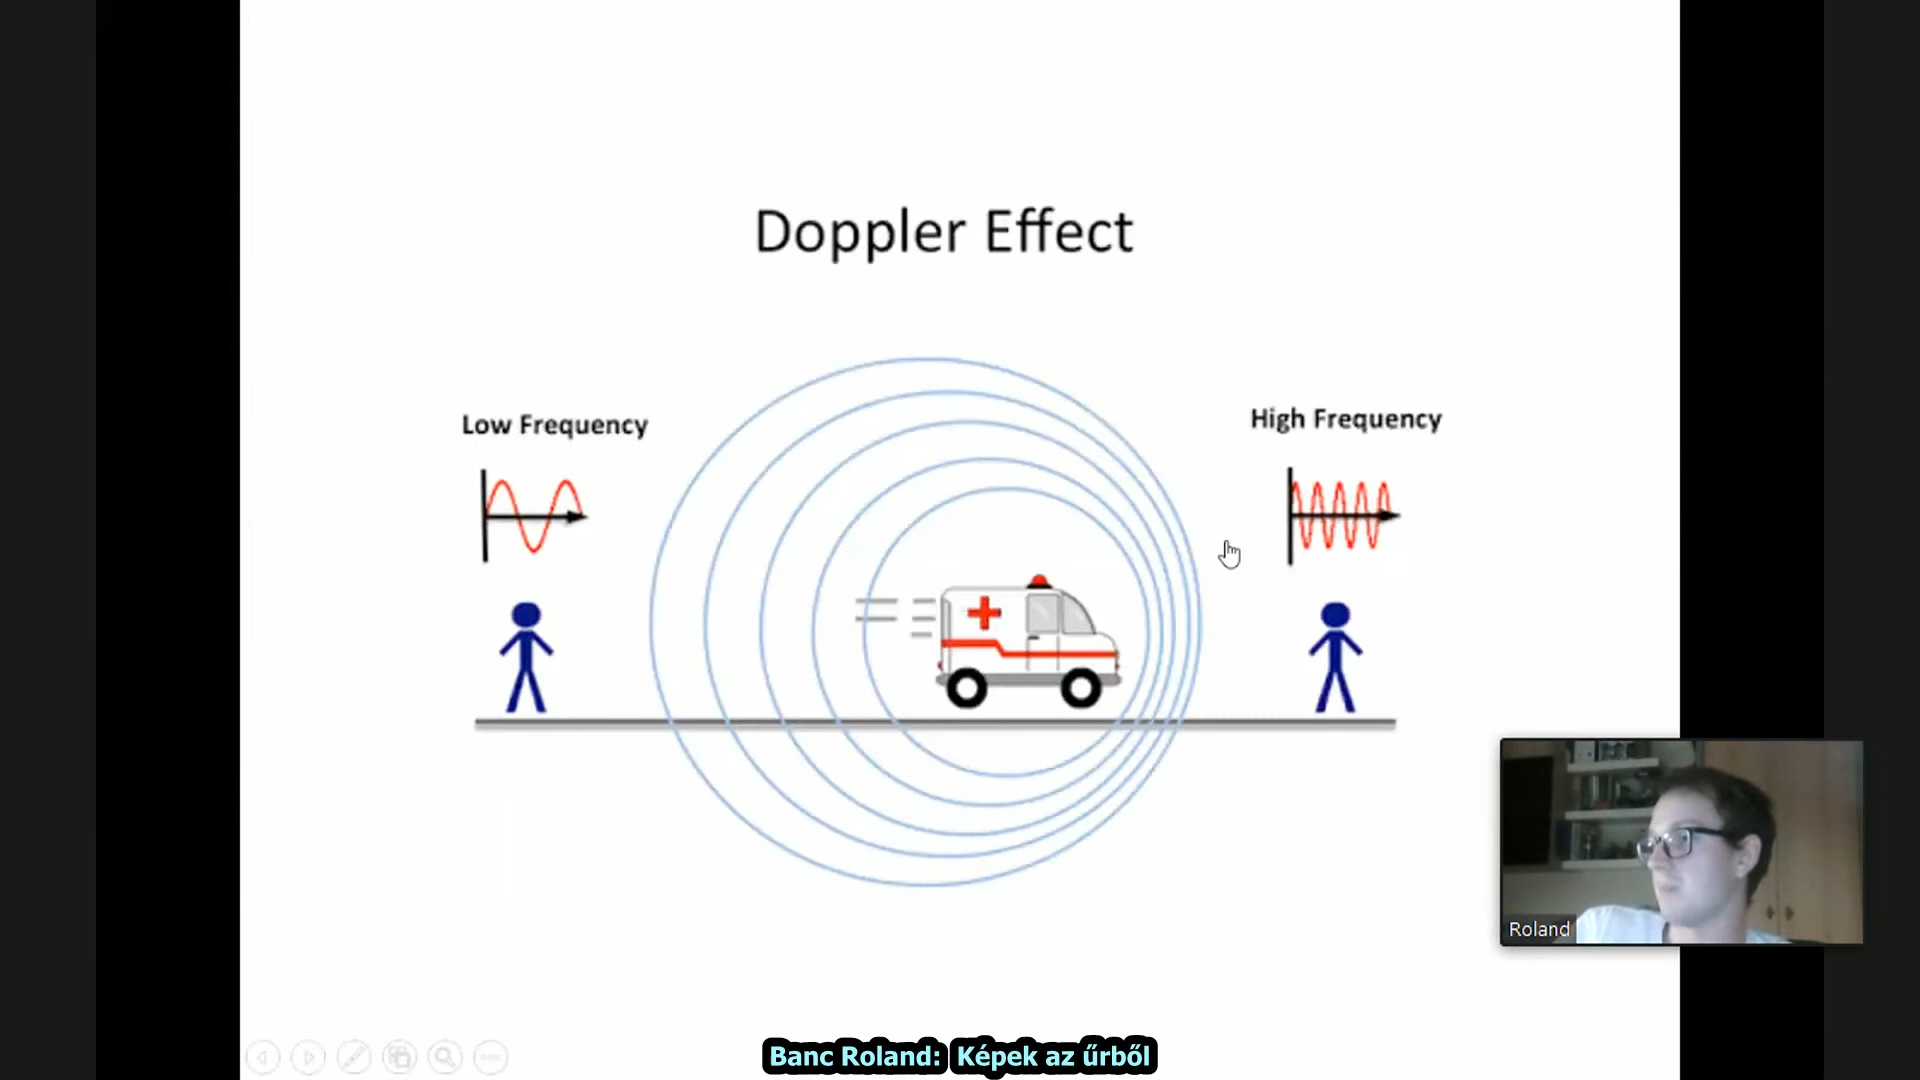 Doppler Effect
Low Frequency
High Frequency
Roland
Banc Roland: Képek az űrből